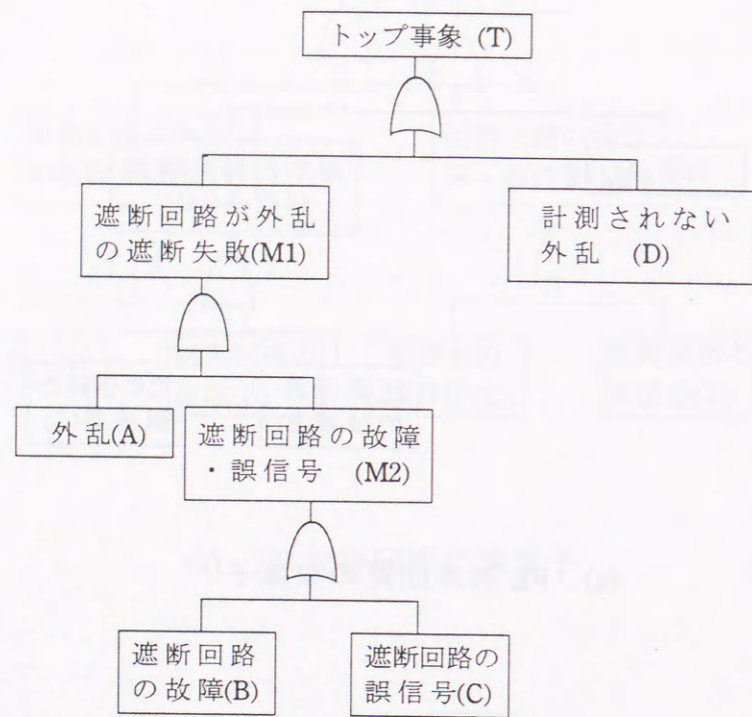 トップ事象 (T)
遮断回路が外乱
の遮断失敗(M1)
計測されない
外乱 (D)
外乱(A)
遮断回路の故障
・誤信号 (M2)
遮断回路
の故障(B)
遮断回路の
誤信号(C)